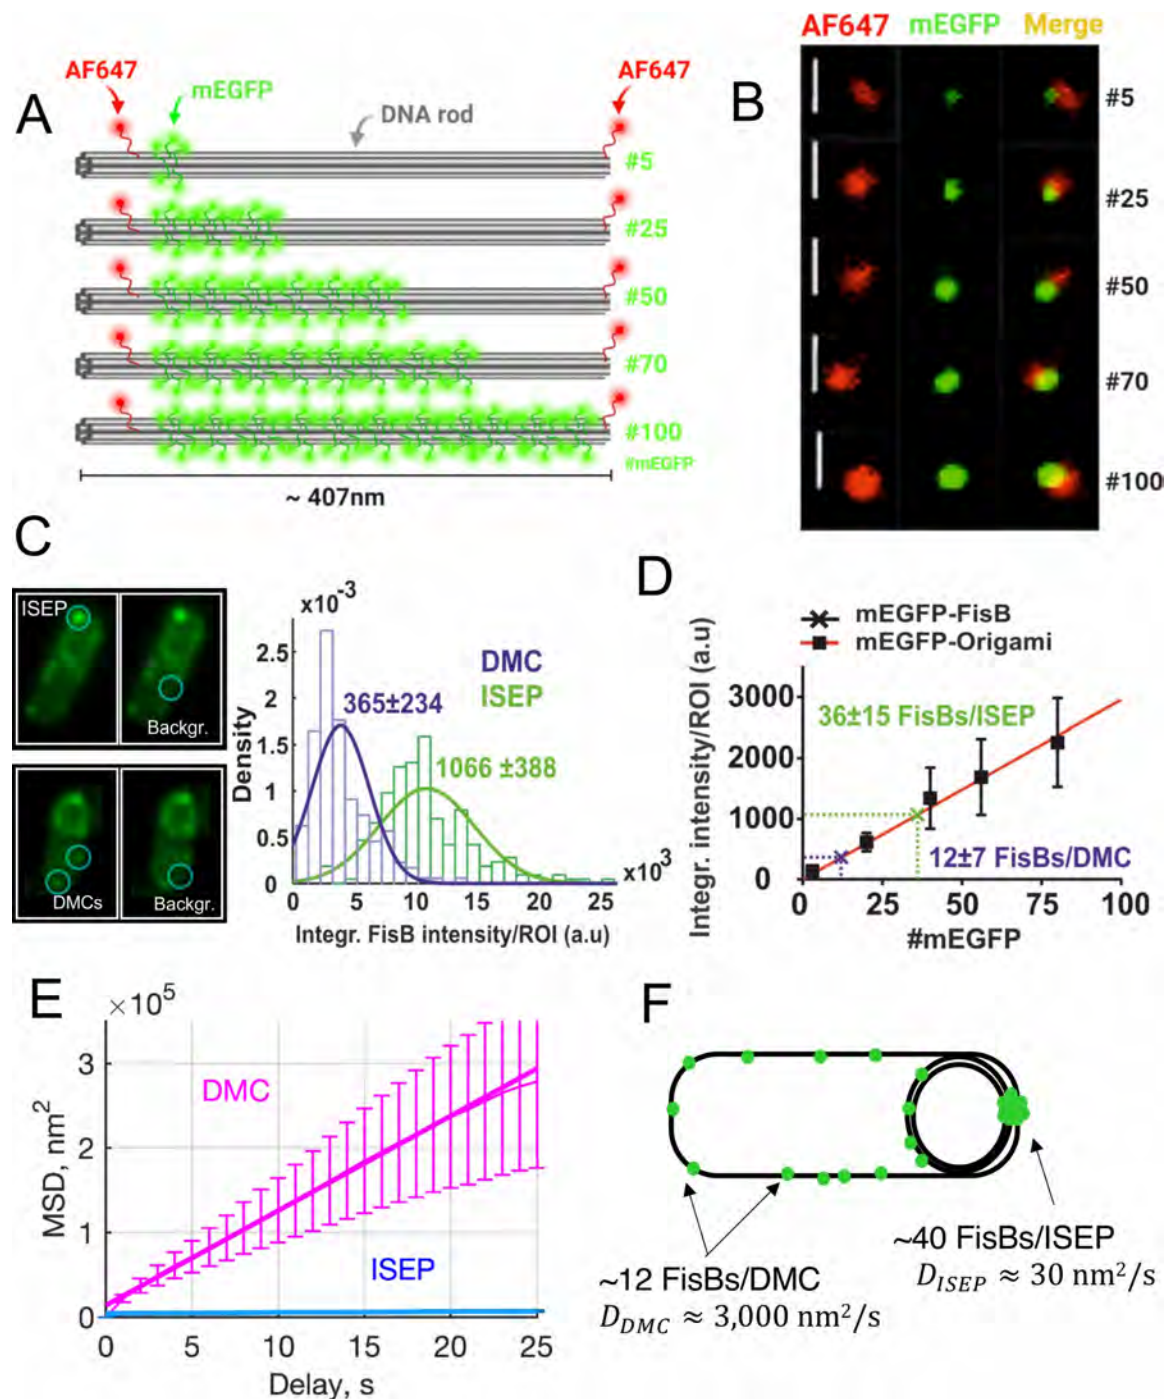 A
AF647
mEGFP
DNA rod
AF647
#5
#25
#50
#70
#100
#mEGFP
~ 407nm
B
AF647 mEGFP Merge
#5
#25
#50
#70
#100
C
ISEP
Backgr.
DMCs
Backgr.
x10⁻³
2.5
2
1.5
1
0.5
0
Density
DMC
ISEP
365±234
1066 ±388
x10³
0 5 10 15 20 25
Integr. FisB intensity/ROI (a.u)
D
mEGFP-FisB
mEGFP-Origami
Integr. intensity/ROI (a.u)
3000
2000
1000
0
36±15 FisBs/ISEP
12±7 FisBs/DMC
0 25 50 75 100
#mEGFP
E
×10⁵
3
2
1
0
MSD, nm²
DMC
ISEP
0 5 10 15 20 25
Delay, s
F
~12 FisBs/DMC
D_DMC ≈ 3,000 nm²/s
~40 FisBs/ISEP
D_ISEP ≈ 30 nm²/s